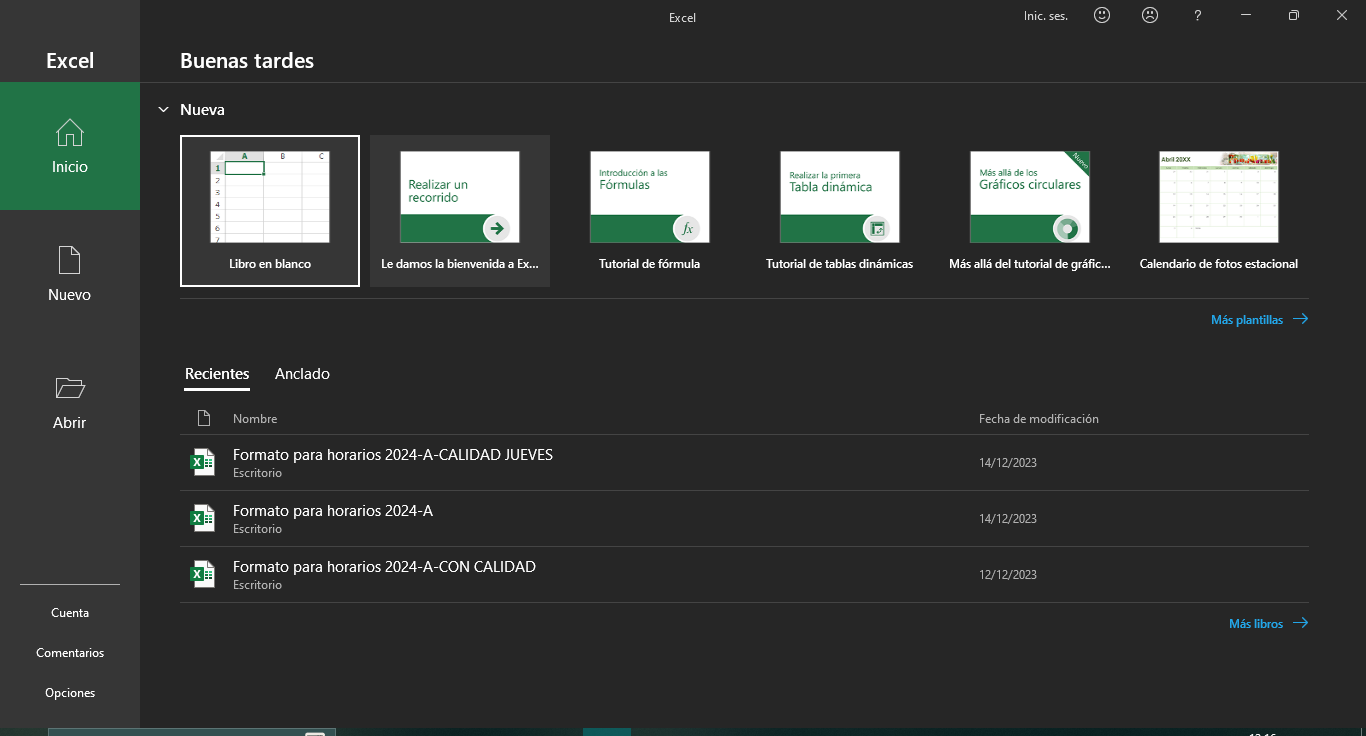 Excel
Inic. ses.
?
Excel
Buenas tardes
Nueva
Inicio
Nuevo
Abrir
A B C
1
2
3
4
5
6
7
Libro en blanco
Realizar un
recorrido
Le damos la bienvenida a Ex...
Introducción a las
Fórmulas
fx
Tutorial de fórmula
Realizar la primera
Tabla dinámica
Tutorial de tablas dinámicas
Más allá de los
Gráficos circulares
Nuevo
Más allá del tutorial de gráfic...
Abril 20XX
Calendario de fotos estacional
Más plantillas
Recientes Anclado
Nombre Fecha de modificación
Formato para horarios 2024-A-CALIDAD JUEVES
Escritorio
14/12/2023
Formato para horarios 2024-A
Escritorio
14/12/2023
Formato para horarios 2024-A-CON CALIDAD
Escritorio
12/12/2023
Más libros
Cuenta
Comentarios
Opciones